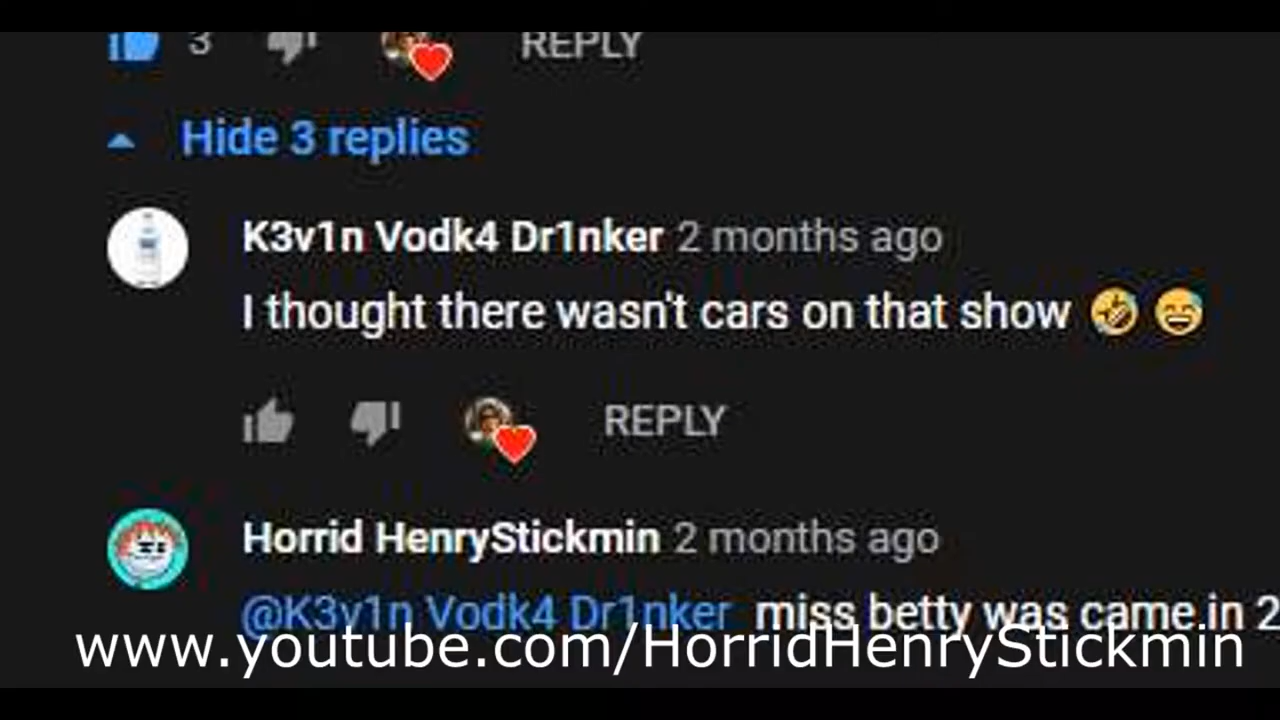 3 REPLY
Hide 3 replies
K3v1n Vodk4 Dr1nker 2 months ago
I thought there wasn't cars on that show 🤣 😅
REPLY
Horrid HenryStickmin 2 months ago
@K3v1n Vodk4 Dr1nker miss betty was came in 2
www.youtube.com/HorridHenryStickmin